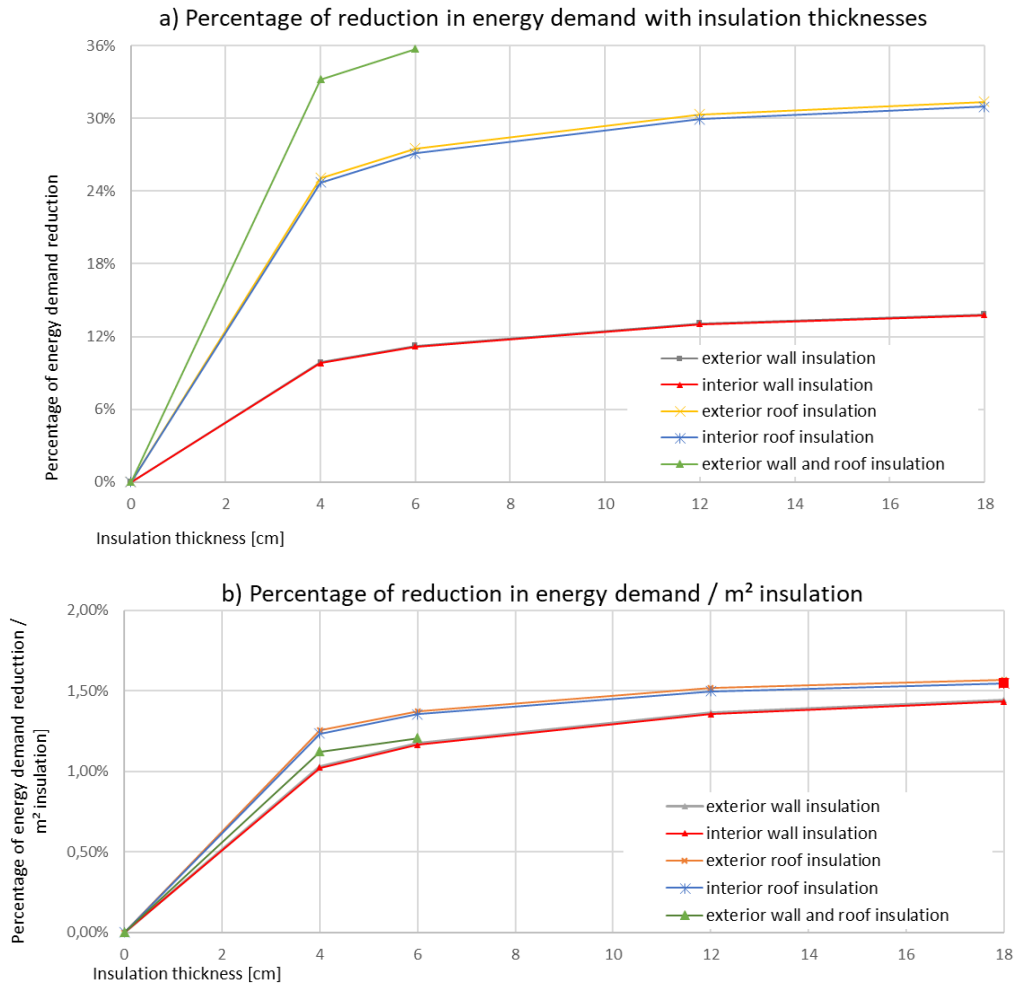 a) Percentage of reduction in energy demand with insulation thicknesses
Percentage of energy demand reduction
36%
30%
24%
18%
12%
6%
0%
exterior wall insulation
interior wall insulation
exterior roof insulation
interior roof insulation
exterior wall and roof insulation
0 2 4 6 8 10 12 14 16 18
Insulation thickness [cm]
b) Percentage of reduction in energy demand / m² insulation
Percentage of energy demand reducttion /
m² insulation]
2,00%
1,50%
1,00%
0,50%
0,00%
exterior wall insulation
interior wall insulation
exterior roof insulation
interior roof insulation
exterior wall and roof insulation
0 2 4 6 8 10 12 14 16 18
Insulation thickness [cm]